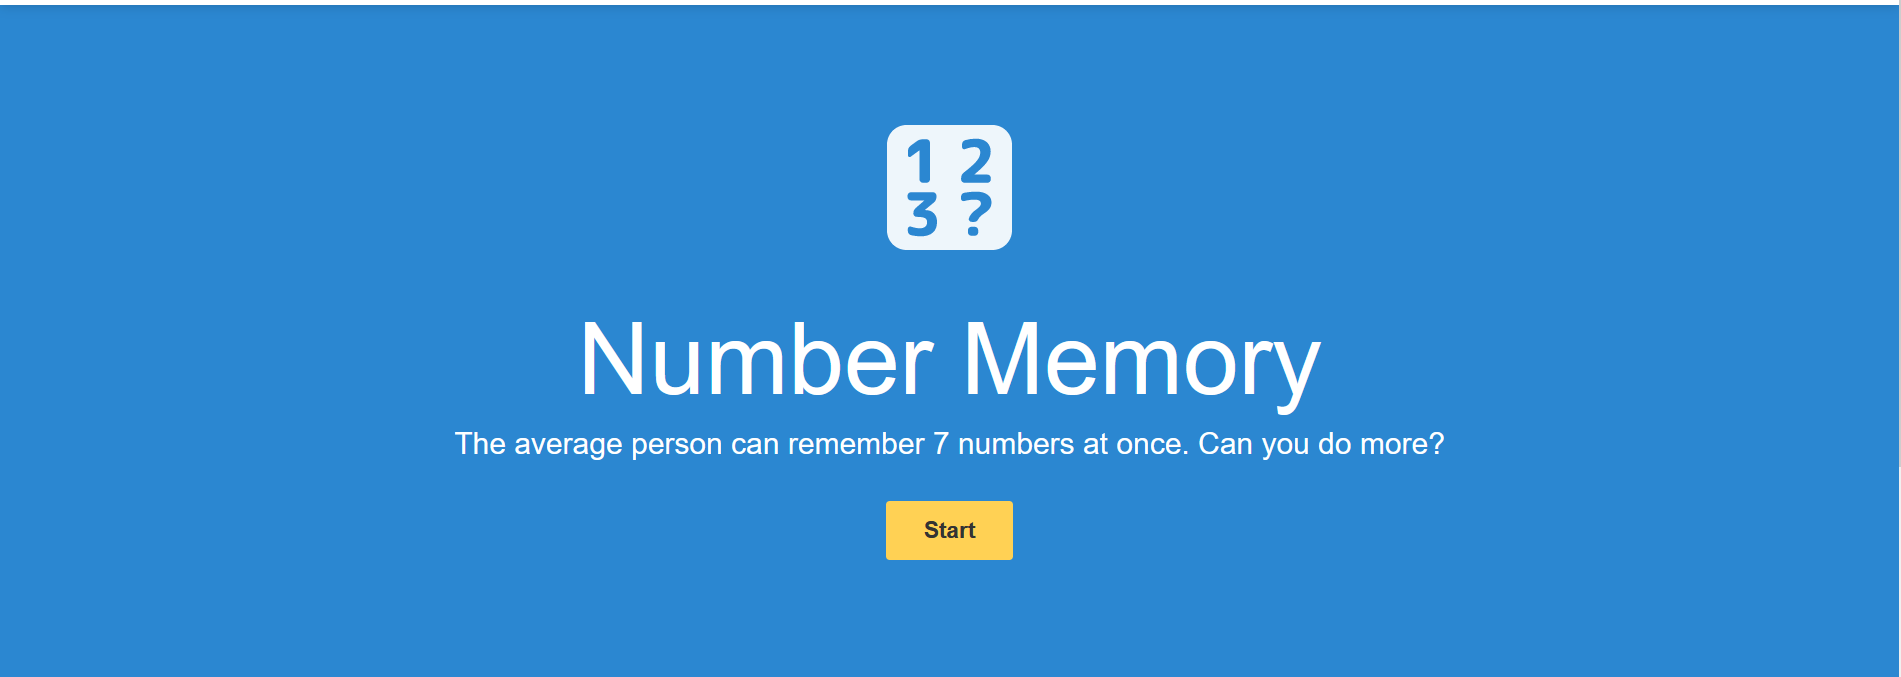 1 2
3 ?
Number Memory
The average person can remember 7 numbers at once. Can you do more?
Start